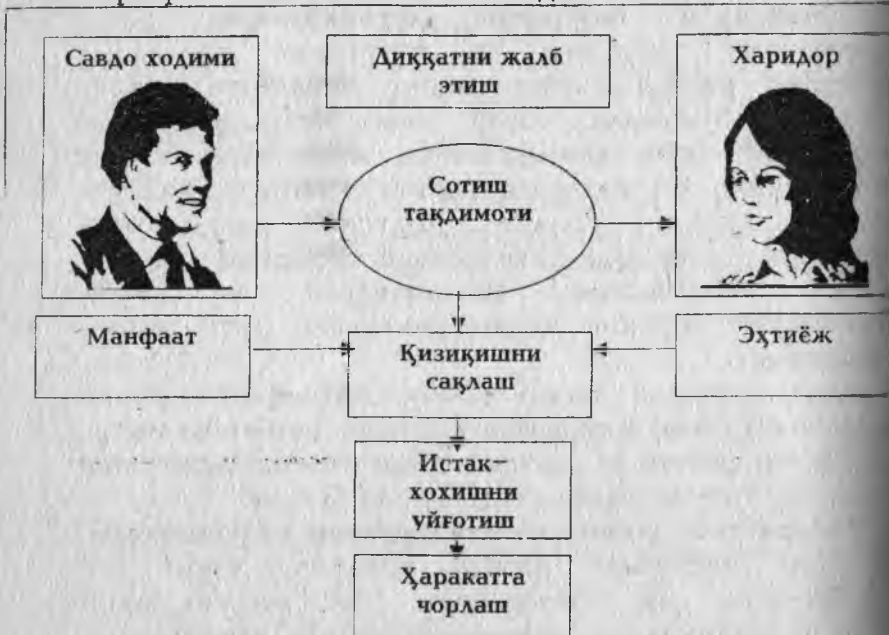 Савдо ходими
Диққатни жалб
этиш
Харидор
Сотиш
тақдимоти
Манфаат
Қизиқишни
сақлаш
Эҳтиёж
Истак-
хохишни
уйғотиш
Ҳаракатга
чорлаш